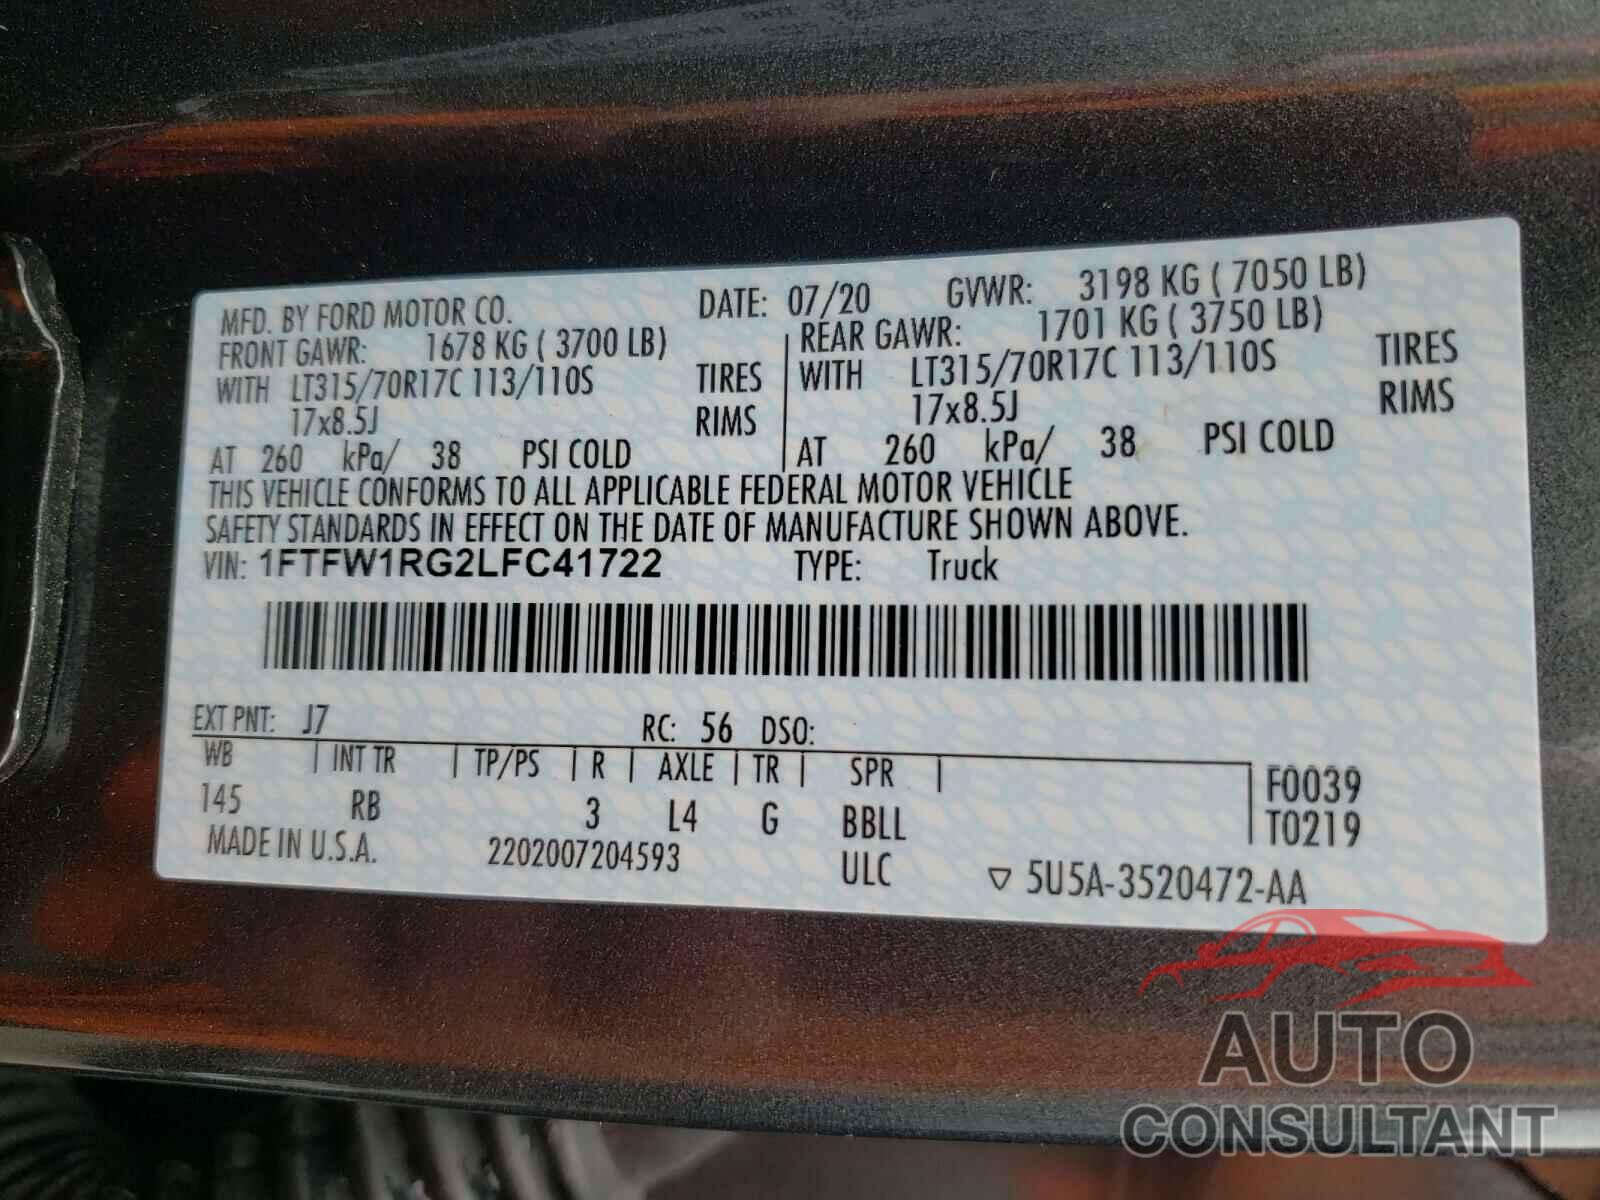 MFD. BY FORD MOTOR CO. DATE: 07/20 GVWR: 3198 KG ( 7050 LB)
FRONT GAWR: 1678 KG ( 3700 LB) REAR GAWR: 1701 KG ( 3750 LB)
WITH LT315/70R17C 113/110S TIRES WITH LT315/70R17C 113/110S TIRES
17x8.5J RIMS 17x8.5J RIMS
AT 260 kPa/ 38 PSI COLD AT 260 kPa/ 38 PSI COLD
THIS VEHICLE CONFORMS TO ALL APPLICABLE FEDERAL MOTOR VEHICLE
SAFETY STANDARDS IN EFFECT ON THE DATE OF MANUFACTURE SHOWN ABOVE.
VIN: 1FTFW1RG2LFC41722 TYPE: Truck
EXT PNT: J7 RC: 56 DSO:
WB INT TR TP/PS R AXLE TR SPR F0039
145 RB 3 L4 G BBLL T0219
MADE IN U.S.A. 2202007204593 ULC ▽ 5U5A-3520472-AA
AUTO
CONSULTANT